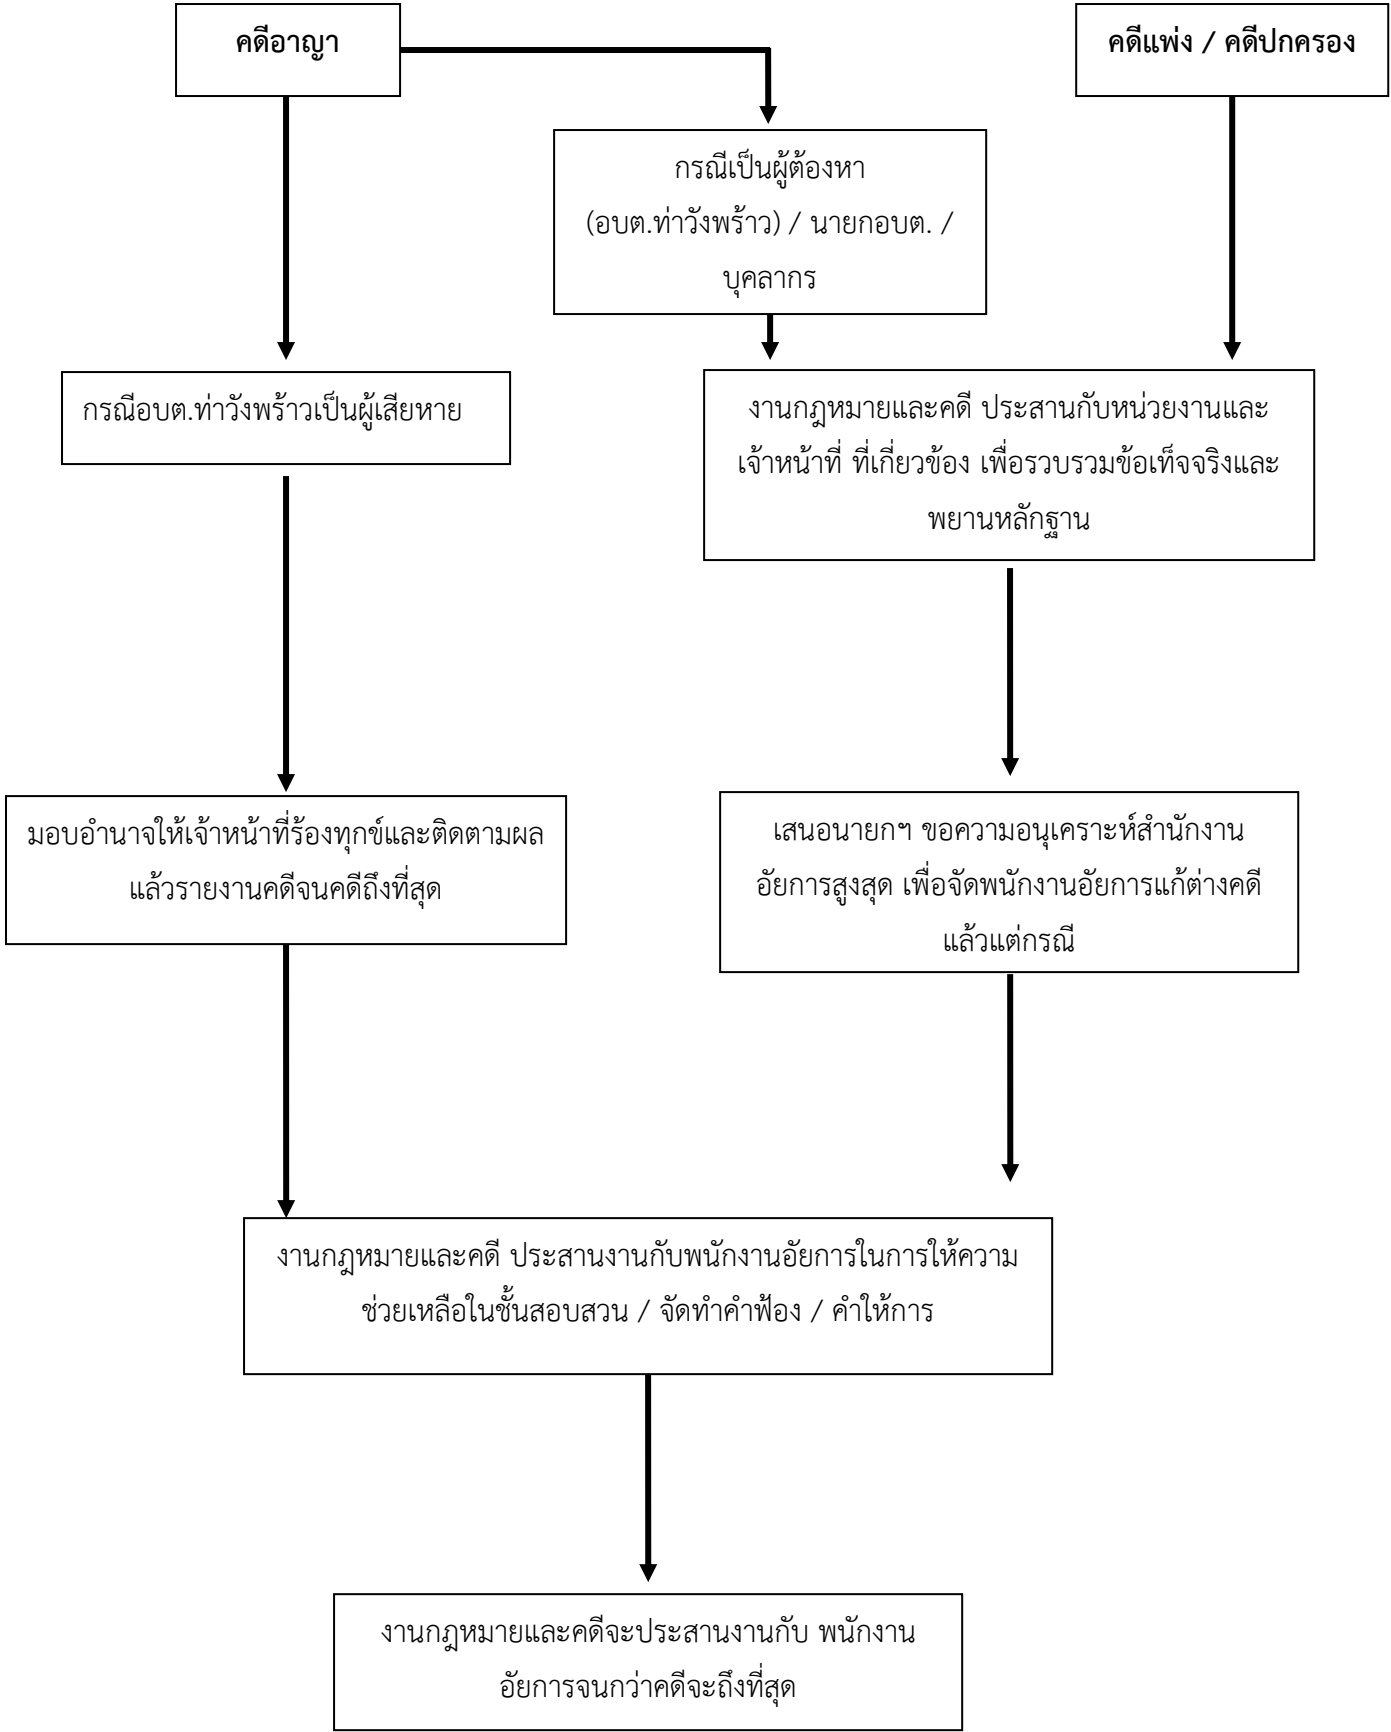 คดีอาญา
คดีแพ่ง / คดีปกครอง
กรณีเป็นผู้ต้องหา
(อบต.ท่าวังพร้าว) / นายกอบต. /
บุคลากร
กรณีอบต.ท่าวังพร้าวเป็นผู้เสียหาย
งานกฎหมายและคดี ประสานกับหน่วยงานและ
เจ้าหน้าที่ ที่เกี่ยวข้อง เพื่อรวบรวมข้อเท็จจริงและ
พยานหลักฐาน
มอบอำนาจให้เจ้าหน้าที่ร้องทุกข์และติดตามผล
แล้วรายงานคดีจนคดีถึงที่สุด
เสนอนายกฯ ขอความอนุเคราะห์สำนักงาน
อัยการสูงสุด เพื่อจัดพนักงานอัยการแก้ต่างคดี
แล้วแต่กรณี
งานกฎหมายและคดี ประสานงานกับพนักงานอัยการในการให้ความ
ช่วยเหลือในชั้นสอบสวน / จัดทำคำฟ้อง / คำให้การ
งานกฎหมายและคดีจะประสานงานกับ พนักงาน
อัยการจนกว่าคดีจะถึงที่สุด